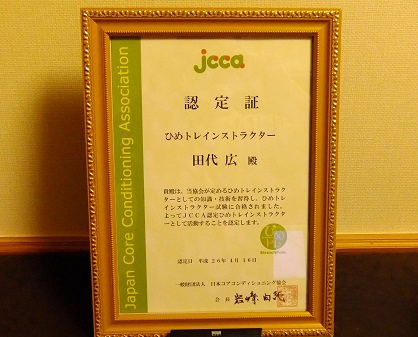 jcca
Japan Core Conditioning Association
認定証
ひめトレインストラクター
田代 広 殿
貴殿は、当協会が定めるひめトレインストラク
ターとしての知識・技術を習得し、ひめトレ
インストラクター試験に合格されました。
よってJCCA認定ひめトレインストラクタ
ーとして活動することを認定します。
認定日 平成26年4月16日
一般財団法人 日本コアコンディショニング協会
会長